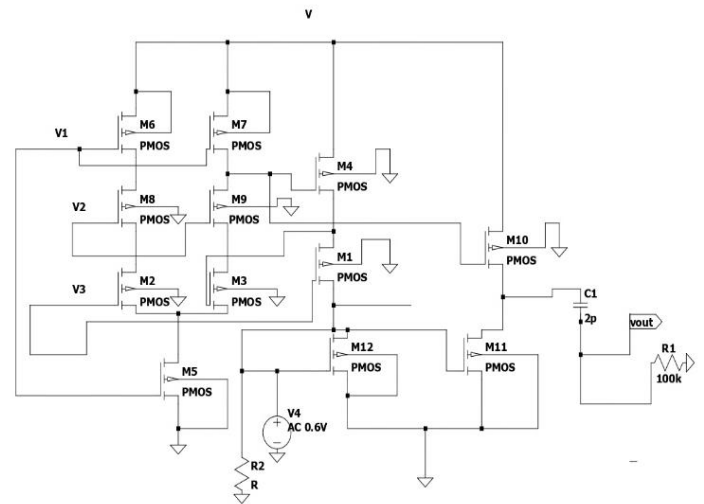 V
V1
M6
PMOS
M7
PMOS
M4
PMOS
V2
M8
PMOS
M9
PMOS
M10
PMOS
V3
M2
PMOS
M3
PMOS
M1
PMOS
C1
2p
vout
M5
PMOS
M12
PMOS
M11
PMOS
R1
100k
V4
AC 0.6V
R2
R